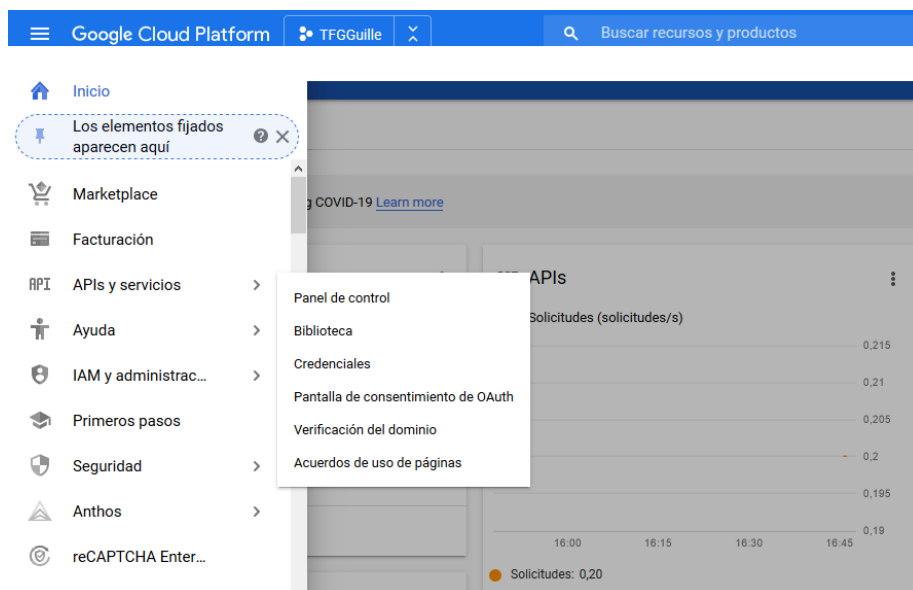 Google Cloud Platform
TFGGuille
Buscar recursos y productos
Inicio
Los elementos fijados
aparecen aquí
Marketplace
Facturación
API APIs y servicios
Ayuda
IAM y administrac...
Primeros pasos
Seguridad
Anthos
reCAPTCHA Enter...
Panel de control
Biblioteca
Credenciales
Pantalla de consentimiento de OAuth
Verificación del dominio
Acuerdos de uso de páginas
COVID-19 Learn more
APIs
Solicitudes (solicitudes/s)
0,215
0,21
0,205
0,2
0,195
0,19
16:00 16:15 16:30 16:45
Solicitudes: 0,20